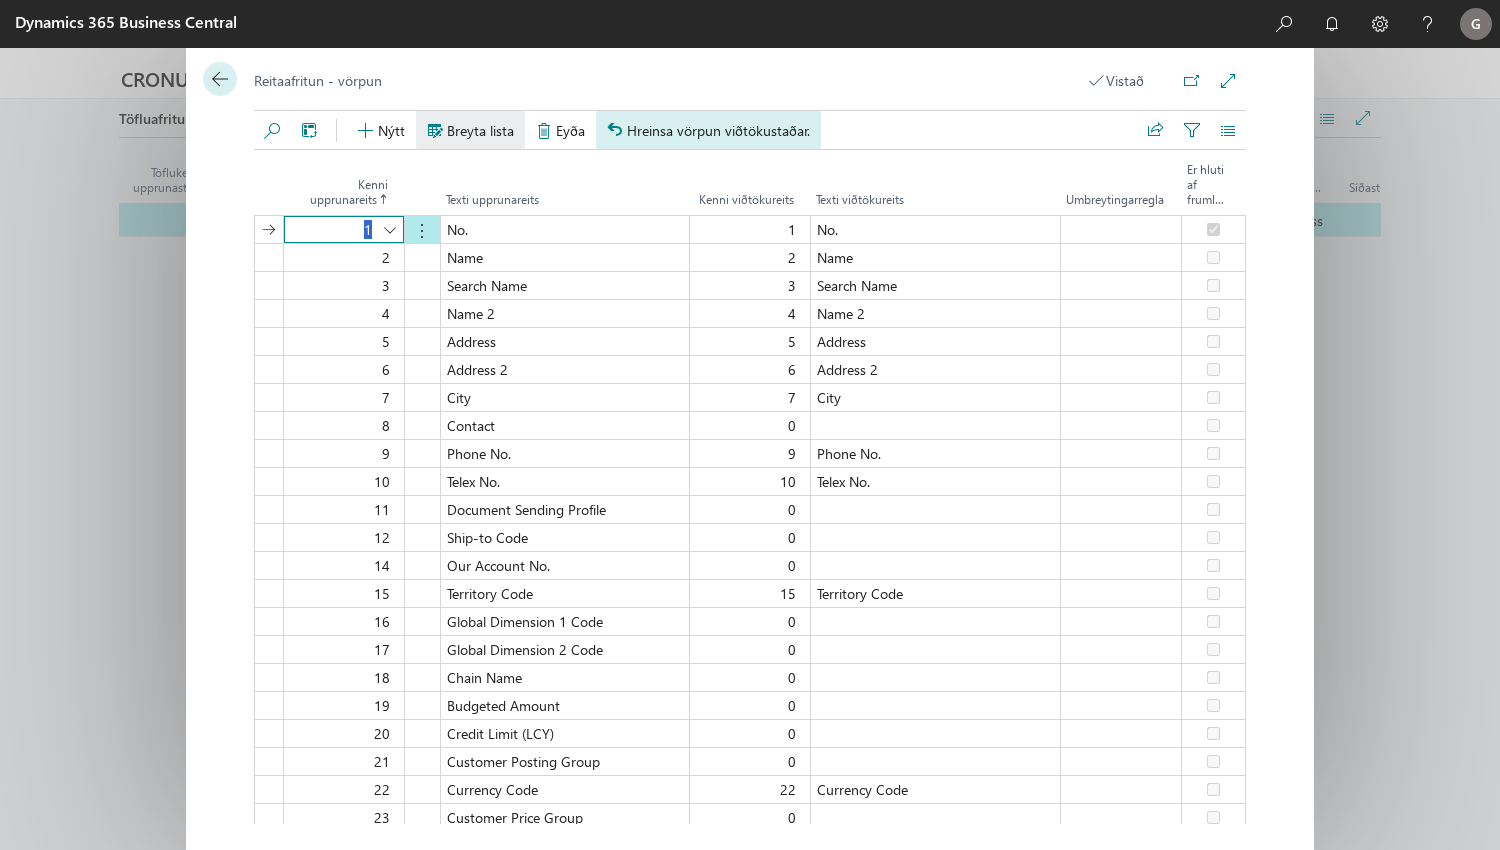 Dynamics 365 Business Central
G
CRONU
Reitaafritun - vörpun
Vistað
Töfluafritu
Nýtt
Breyta lista
Eyða
Hreinsa vörpun viðtökustaðar.
Töfluke
upprunast
Síðast
Kenni upprunareits
Texti upprunareits
Kenni viðtökureits
Texti viðtökureits
Umbreytingarregla
Er hluti af fruml...
1 No. 1 No.
2 Name 2 Name
3 Search Name 3 Search Name
4 Name 2 4 Name 2
5 Address 5 Address
6 Address 2 6 Address 2
7 City 7 City
8 Contact 0
9 Phone No. 9 Phone No.
10 Telex No. 10 Telex No.
11 Document Sending Profile 0
12 Ship-to Code 0
14 Our Account No. 0
15 Territory Code 15 Territory Code
16 Global Dimension 1 Code 0
17 Global Dimension 2 Code 0
18 Chain Name 0
19 Budgeted Amount 0
20 Credit Limit (LCY) 0
21 Customer Posting Group 0
22 Currency Code 22 Currency Code
23 Customer Price Group 0